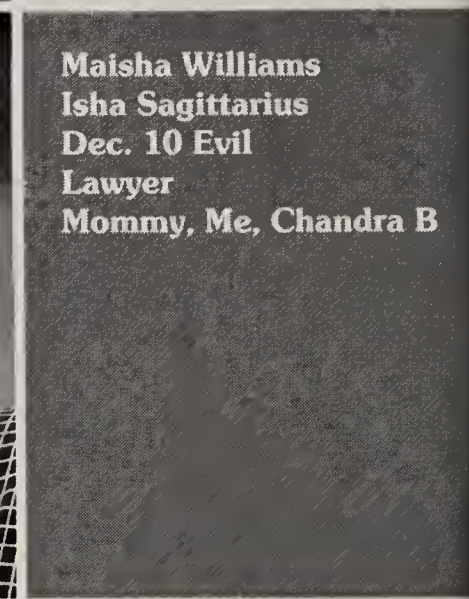 Maisha Williams
Isha Sagittarius
Dec. 10 Evil
Lawyer
Mommy, Me, Chandra B